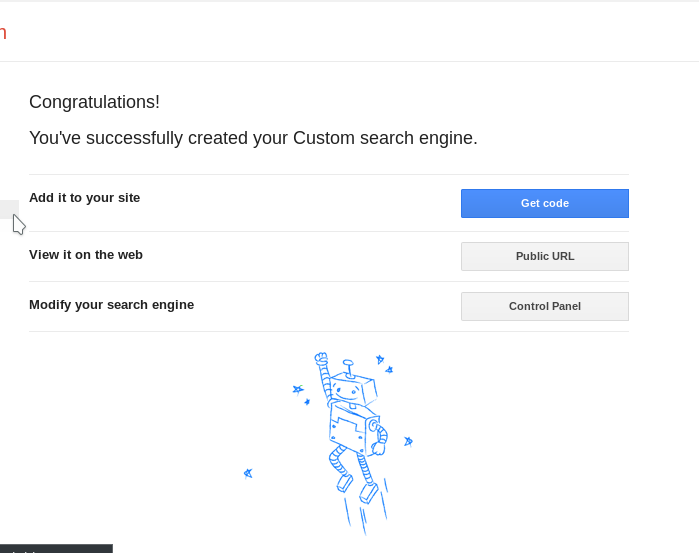 Congratulations!
You've successfully created your Custom search engine.
Add it to your site
Get code
View it on the web
Public URL
Modify your search engine
Control Panel